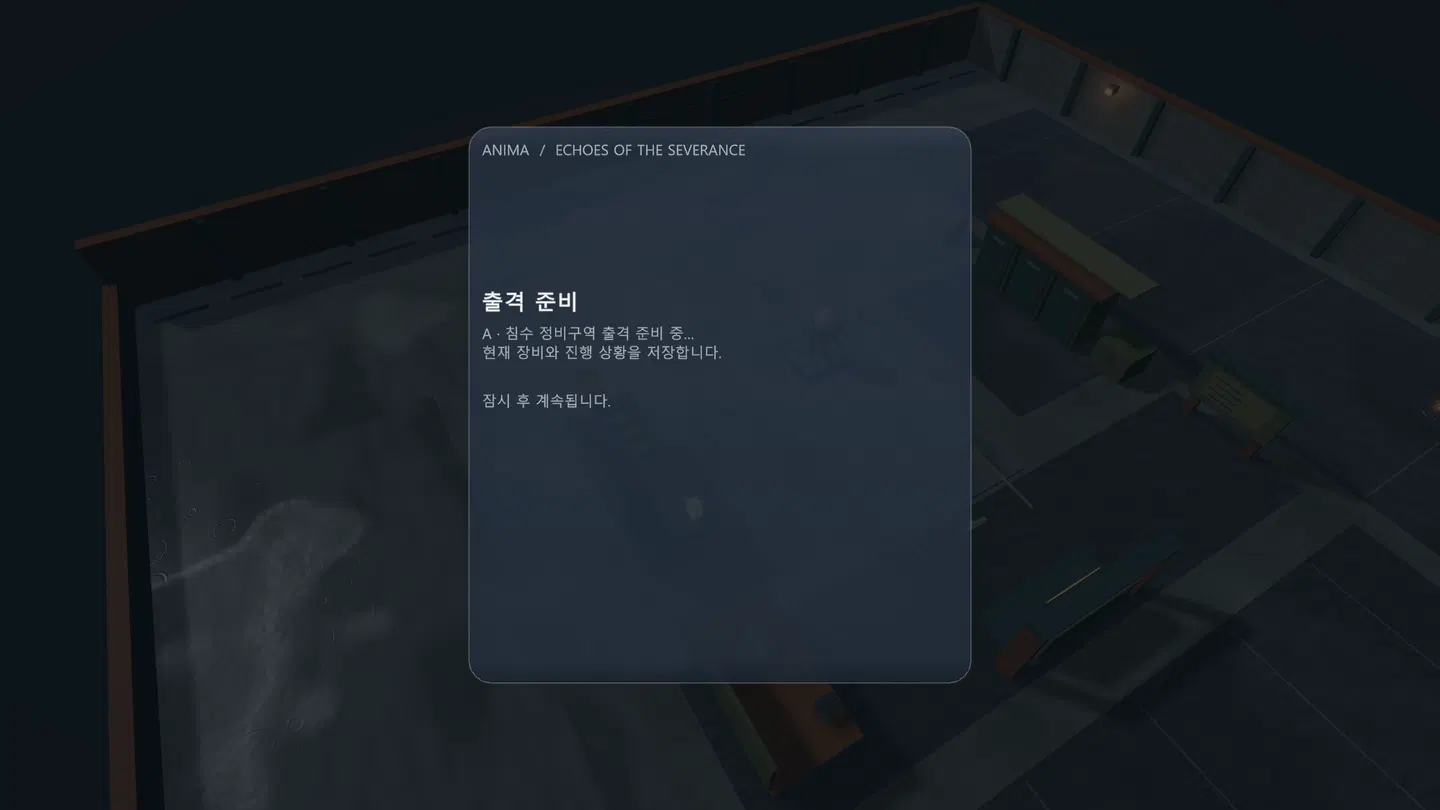 ANIMA / ECHOES OF THE SEVERANCE
출격 준비
A · 침수 정비구역 출격 준비 중...
현재 장비와 진행 상황을 저장합니다.
잠시 후 계속됩니다.